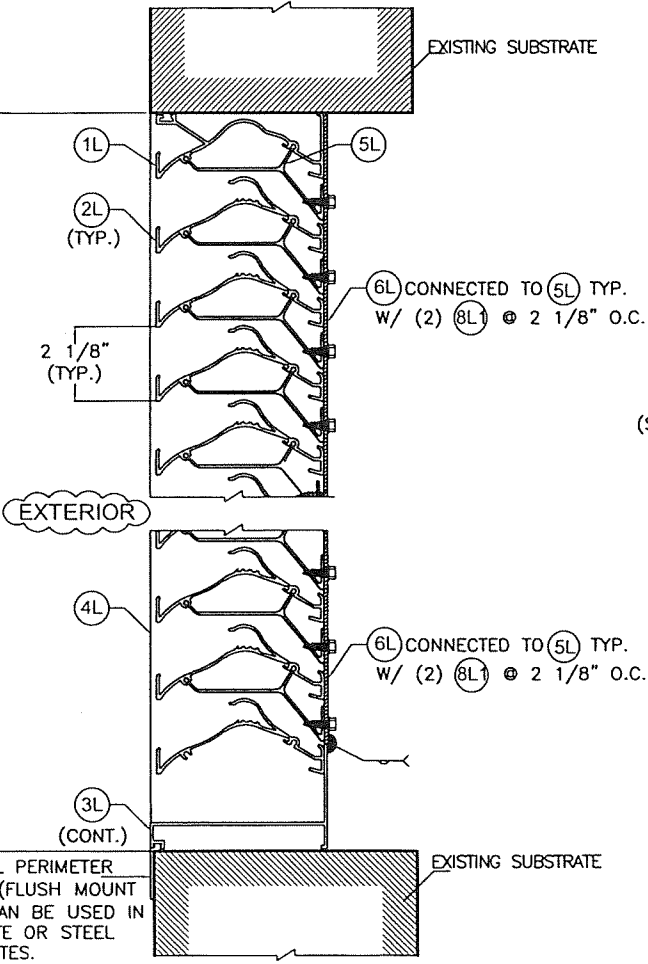 EXISTING SUBSTRATE
1L
5L
2L
(TYP.)
6L CONNECTED TO 5L TYP.
W/ (2) 8L1 @ 2 1/8" O.C.
2 1/8"
(TYP.)
(S
EXTERIOR
4L
6L CONNECTED TO 5L TYP.
W/ (2) 8L1 @ 2 1/8" O.C.
3L
(CONT.)
EXISTING SUBSTRATE
L PERIMETER
(FLUSH MOUNT
AN BE USED IN
TE OR STEEL
TES.